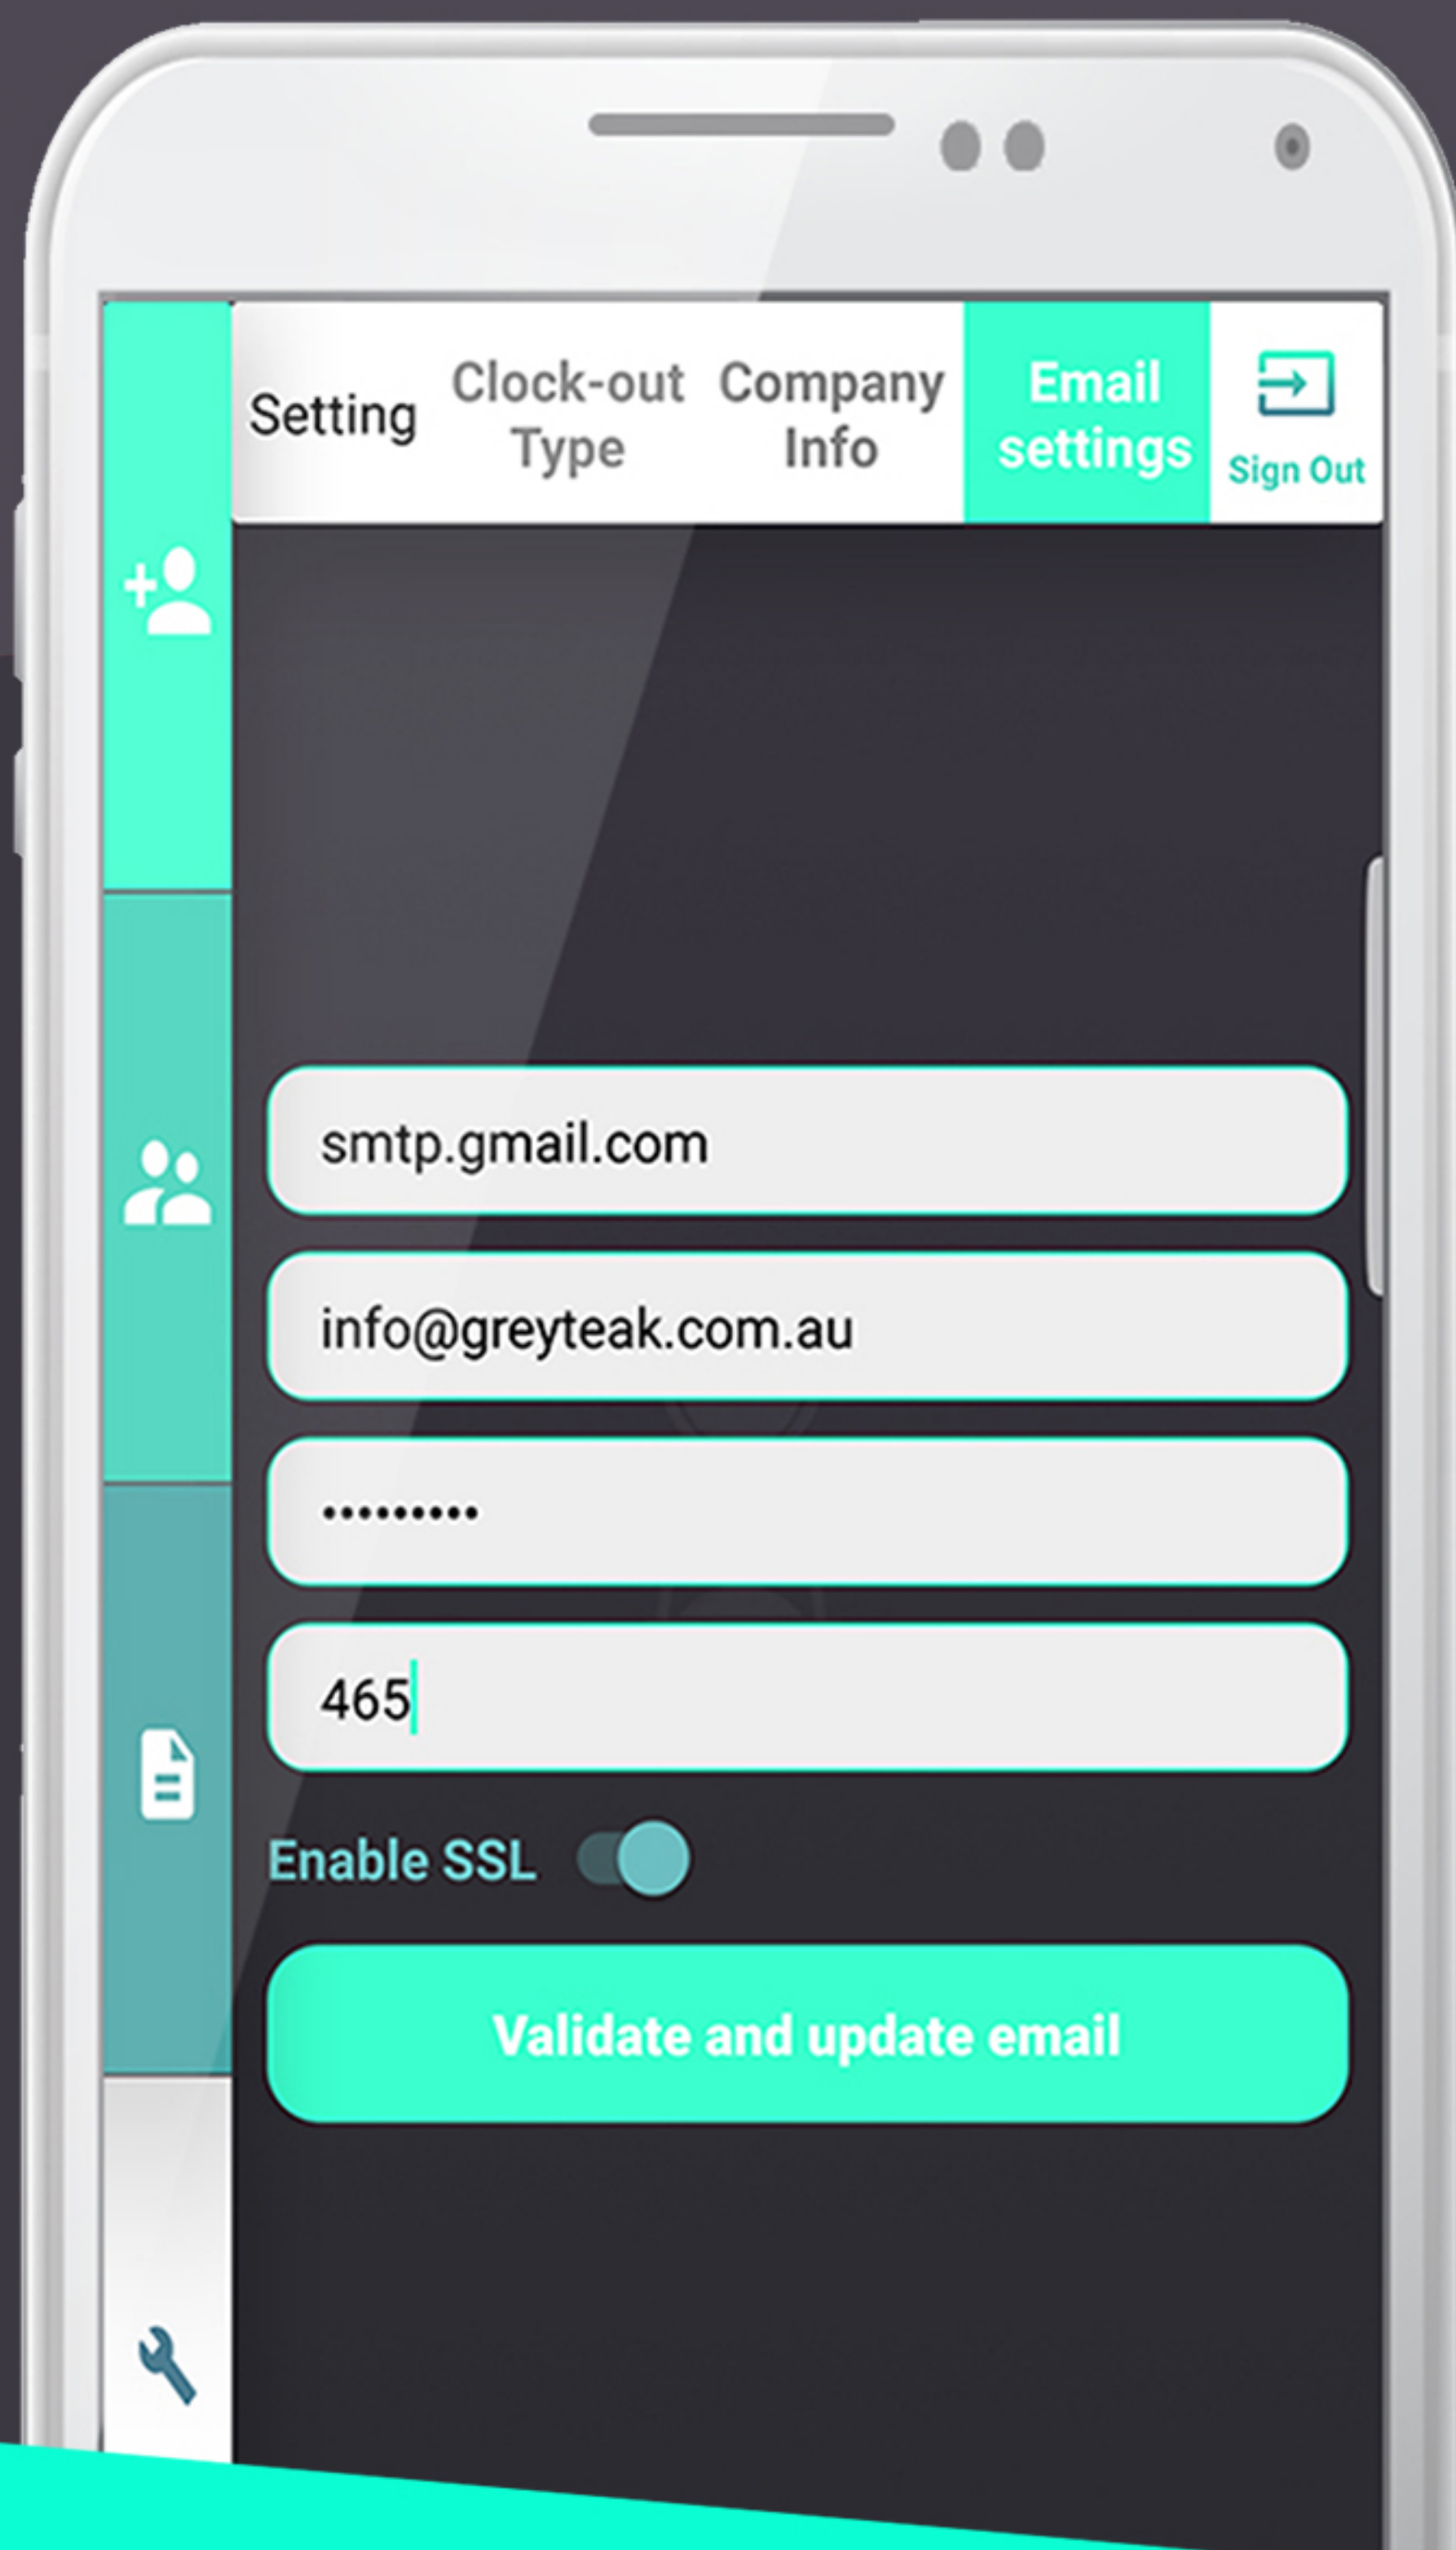 Setting
Clock-out
Type
Company
Info
Email
settings
Sign Out
smtp.gmail.com
info@greyteak.com.au
•••••••••
465
Enable SSL
Validate and update email